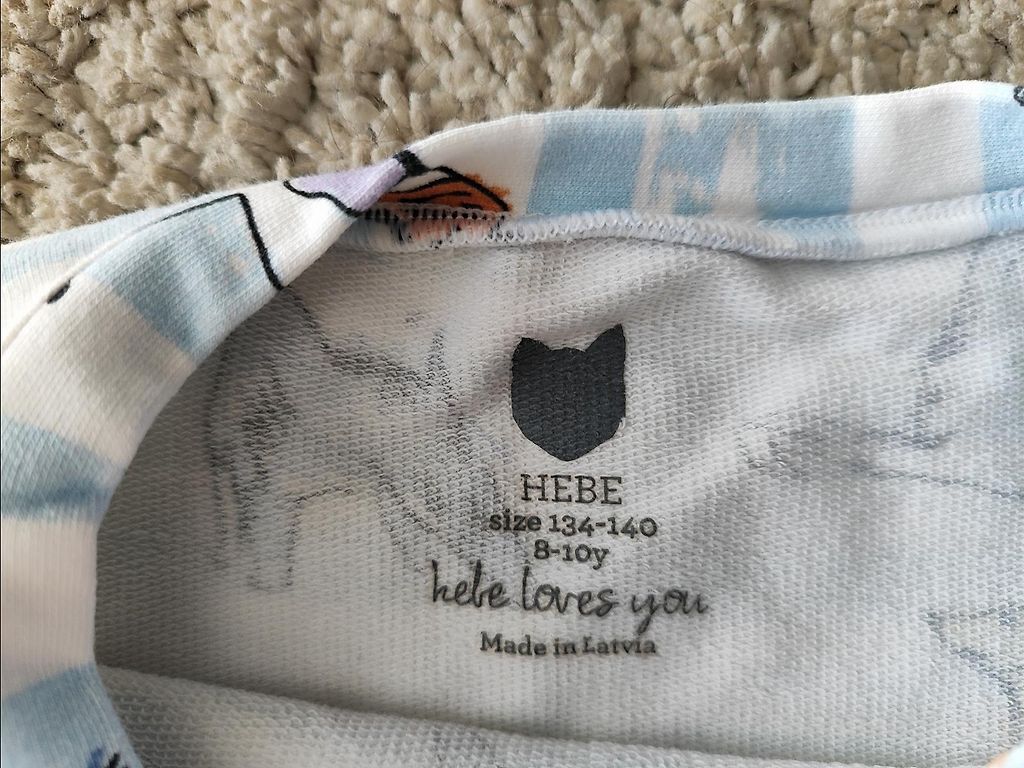 HEBE
size 134-140
8-10y
hebe loves you
Made in Latvia